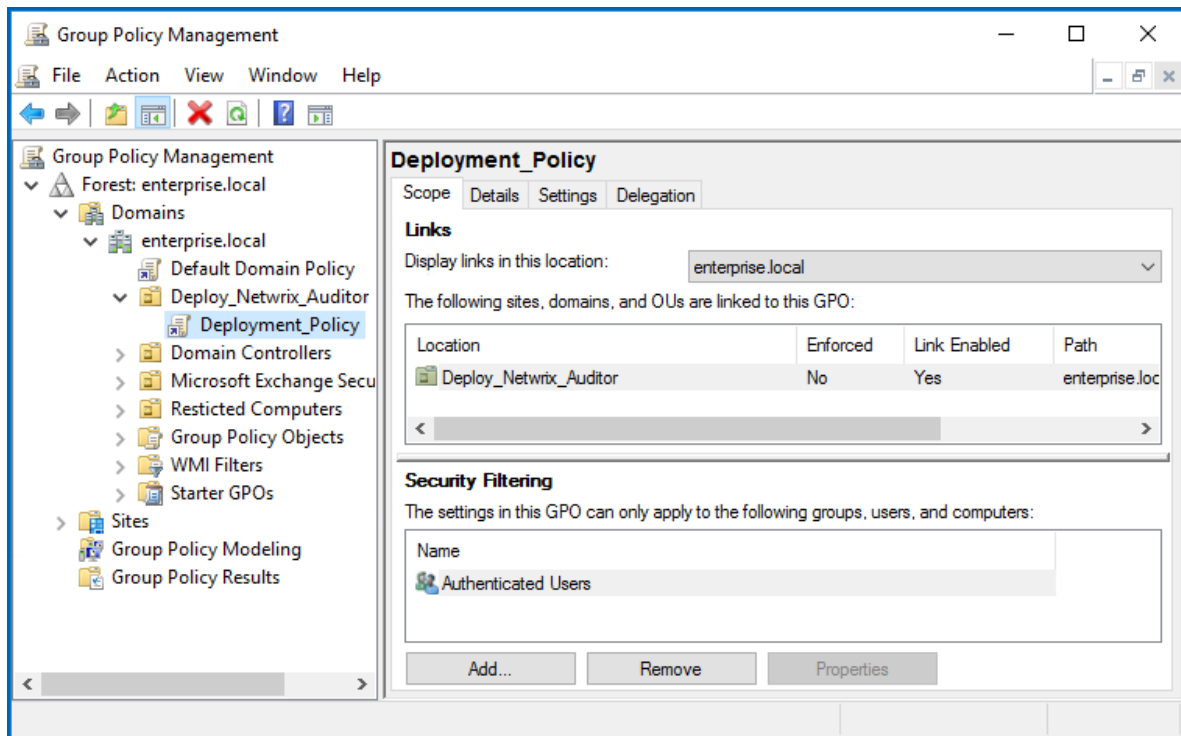 Group Policy Management
File Action View Window Help
Group Policy Management
Forest: enterprise.local
Domains
enterprise.local
Default Domain Policy
Deploy_Netwrix_Auditor
Deployment_Policy
Domain Controllers
Microsoft Exchange Secu
Resticted Computers
Group Policy Objects
WMI Filters
Starter GPOs
Sites
Group Policy Modeling
Group Policy Results
Deployment_Policy
Scope Details Settings Delegation
Links
Display links in this location: enterprise.local
The following sites, domains, and OUs are linked to this GPO:
Location Enforced Link Enabled Path
Deploy_Netwrix_Auditor No Yes enterprise.loc
Security Filtering
The settings in this GPO can only apply to the following groups, users, and computers:
Name
Authenticated Users
Add... Remove Properties